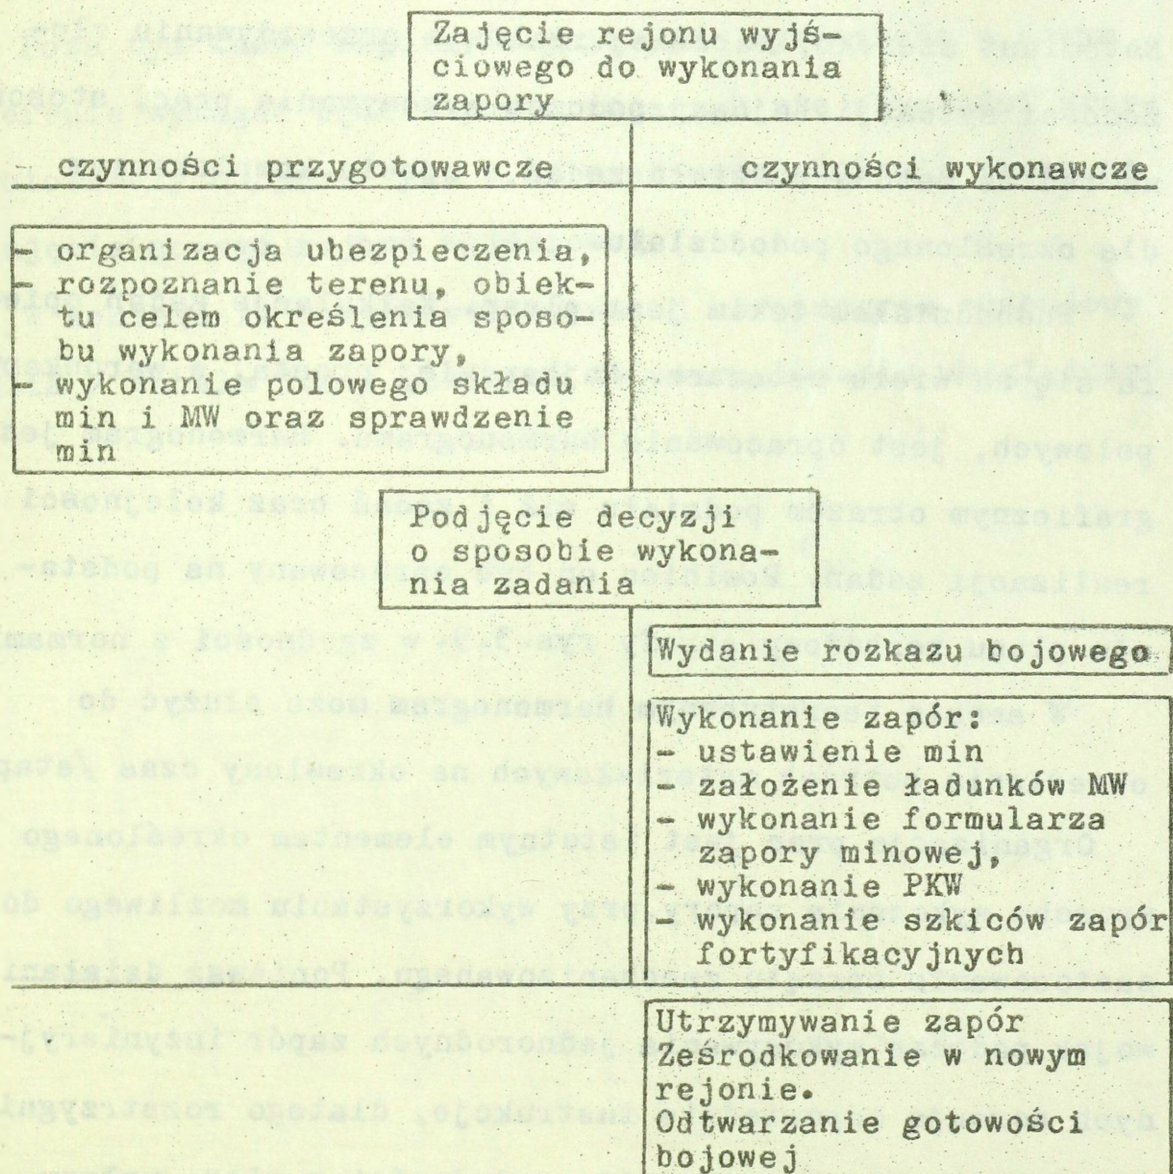 Zajęcie rejonu wyjś-
ciowego do wykonania
zapory
czynności przygotowawcze
czynności wykonawcze
- organizacja ubezpieczenia,
- rozpoznanie terenu, obiek-
tu celem określenia sposo-
bu wykonania zapory,
- wykonanie polowego składu
min i MW oraz sprawdzenie
min
Podjęcie decyzji
o sposobie wykona-
nia zadania
Wydanie rozkazu bojowego
Wykonanie zapór:
- ustawienie min
- założenie ładunków MW
- wykonanie formularza
zapory minowej,
- wykonanie PKW
- wykonanie szkiców zapór
fortyfikacyjnych
Utrzymywanie zapór
Ześrodkowanie w nowym
rejonie.
Odtwarzanie gotowości
bojowej